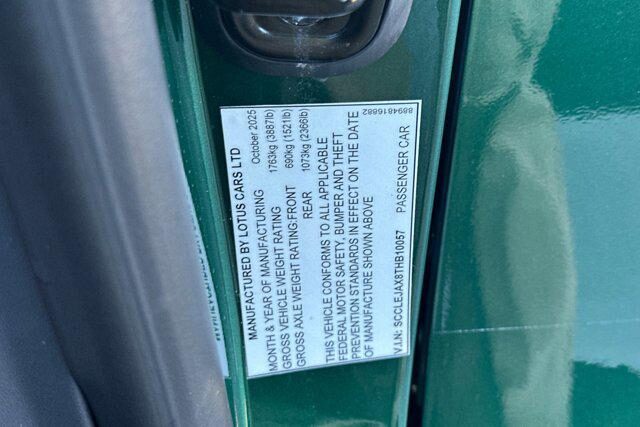 MANUFACTURED BY LOTUS CARS LTD
MONTH & YEAR OF MANUFACTURING October 2025
GROSS VEHICLE WEIGHT RATING 1763kg (3887lb)
GROSS AXLE WEIGHT RATING:FRONT 690kg (1521lb)
REAR 1073kg (2366lb)
THIS VEHICLE CONFORMS TO ALL APPLICABLE
FEDERAL MOTOR SAFETY, BUMPER AND THEFT
PREVENTION STANDARDS IN EFFECT ON THE DATE
OF MANUFACTURE SHOWN ABOVE
V.I.N: SCCLEJAX8THB10057 PASSENGER CAR
8894816882